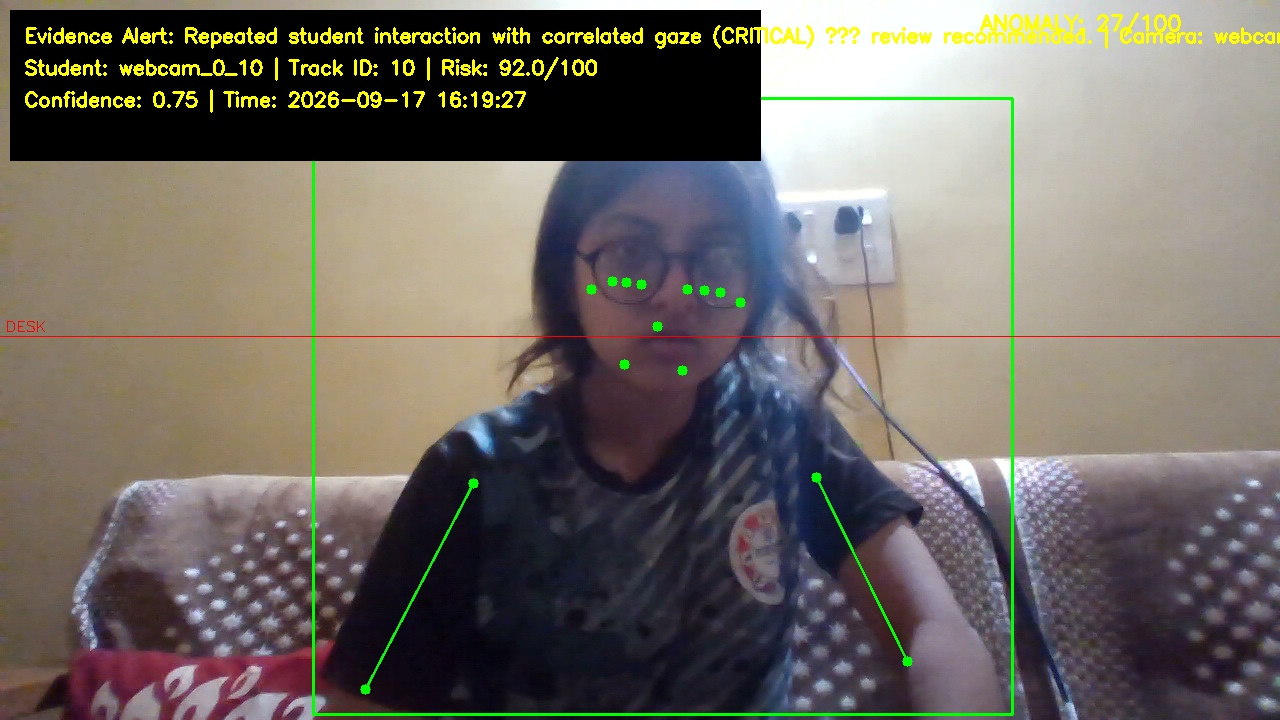 ANOMALY: 27/100
Evidence Alert: Repeated student interaction with correlated gaze (CRITICAL) ??? review recommended. | Camera: webcam
Student: webcam_0_10 | Track ID: 10 | Risk: 92.0/100
Confidence: 0.75 | Time: 2026-09-17 16:19:27
DESK